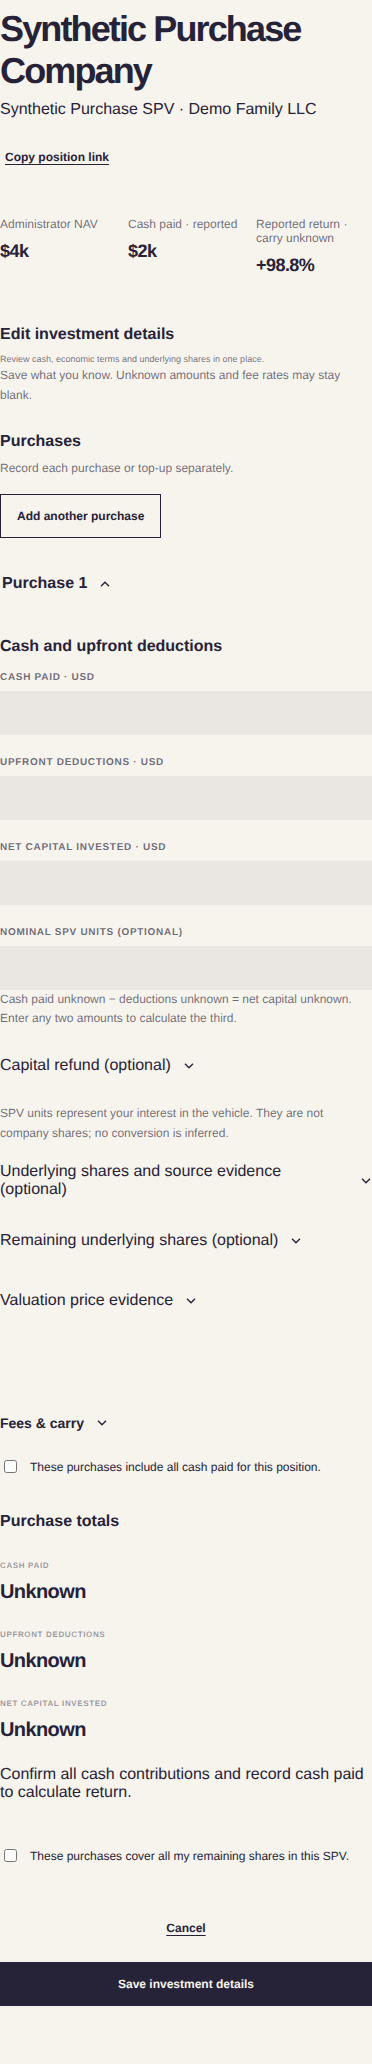 Synthetic Purchase
Company
Synthetic Purchase SPV · Demo Family LLC
Copy position link
Administrator NAV
$4k
Cash paid · reported
$2k
Reported return ·
carry unknown
+98.8%
Edit investment details
Review cash, economic terms and underlying shares in one place.
Save what you know. Unknown amounts and fee rates may stay
blank.
Purchases
Record each purchase or top-up separately.
Add another purchase
Purchase 1
Cash and upfront deductions
CASH PAID · USD
UPFRONT DEDUCTIONS · USD
NET CAPITAL INVESTED · USD
NOMINAL SPV UNITS (OPTIONAL)
Cash paid unknown − deductions unknown = net capital unknown.
Enter any two amounts to calculate the third.
Capital refund (optional)
SPV units represent your interest in the vehicle. They are not
company shares; no conversion is inferred.
Underlying shares and source evidence
(optional)
Remaining underlying shares (optional)
Valuation price evidence
Fees & carry
These purchases include all cash paid for this position.
Purchase totals
CASH PAID
Unknown
UPFRONT DEDUCTIONS
Unknown
NET CAPITAL INVESTED
Unknown
Confirm all cash contributions and record cash paid
to calculate return.
These purchases cover all my remaining shares in this SPV.
Cancel
Save investment details